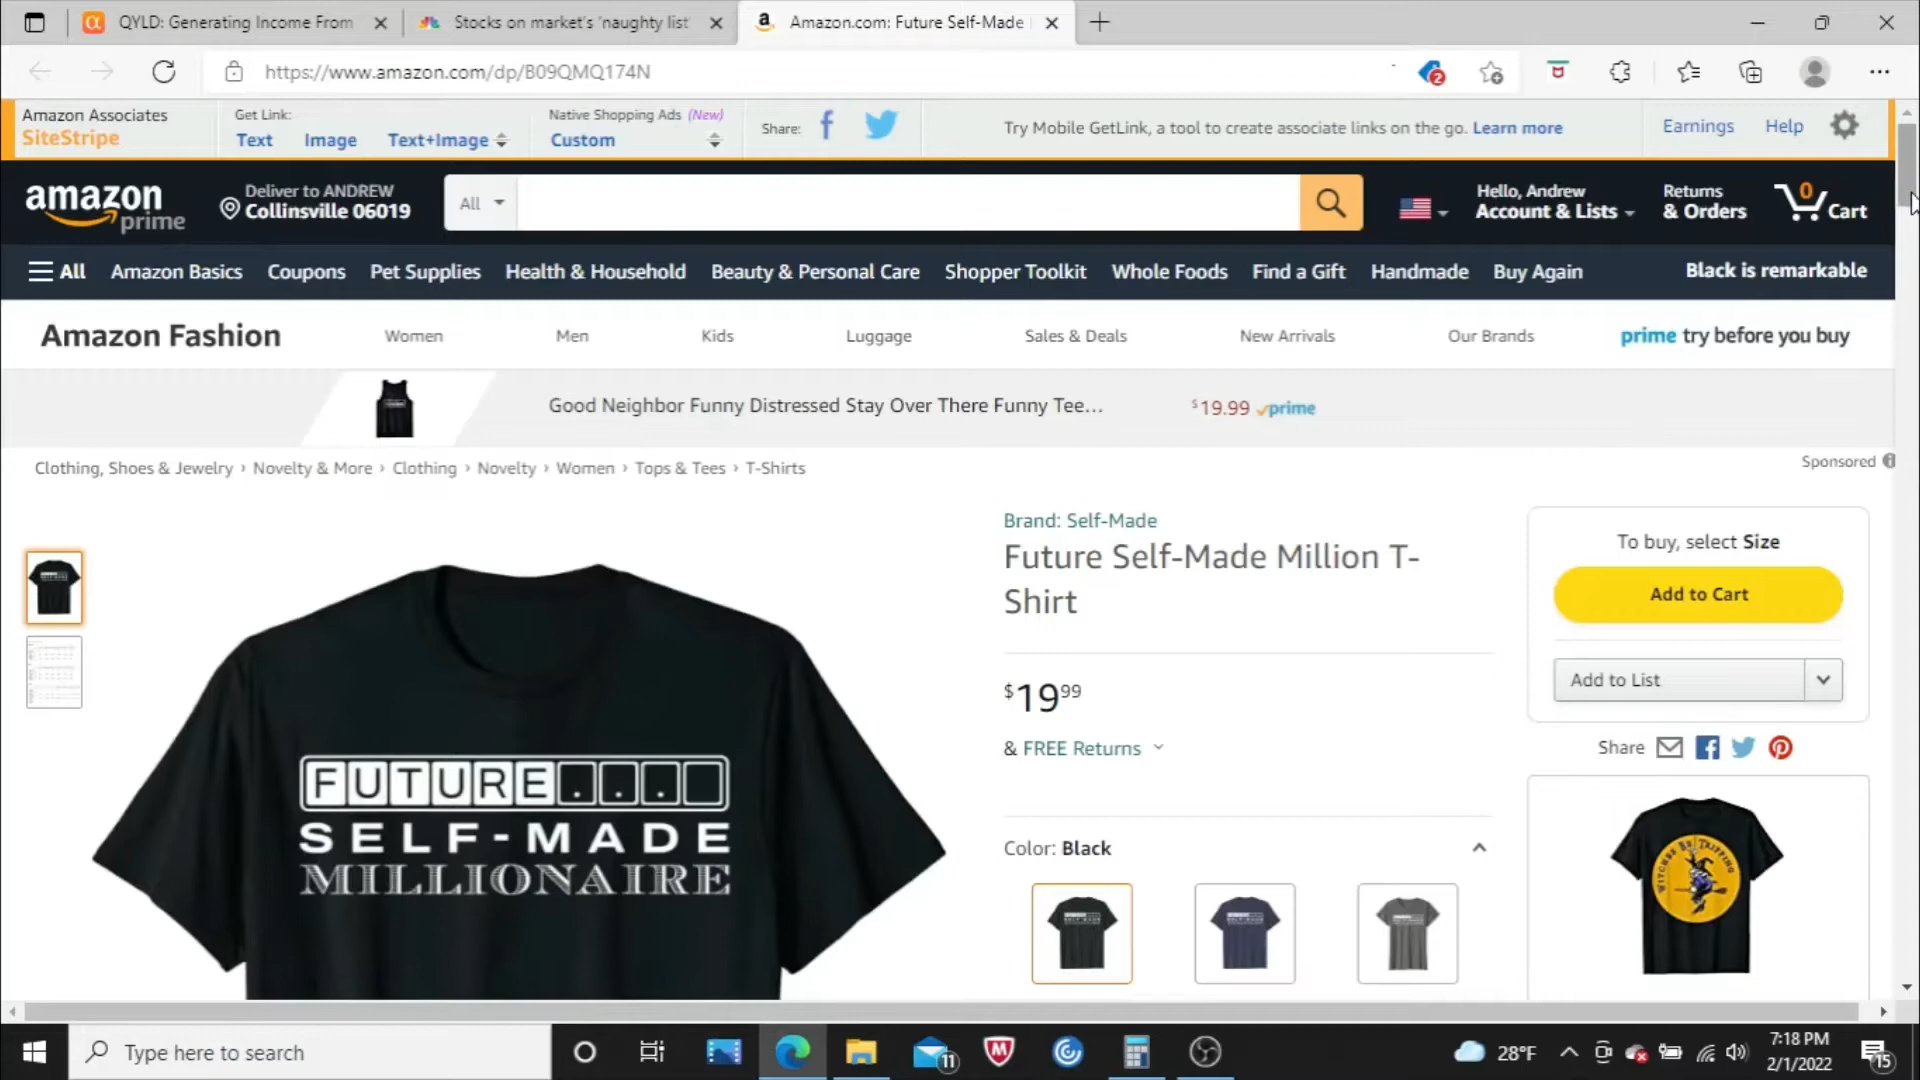 QYLD: Generating Income From
Stocks on market's 'naughty list'
Amazon.com: Future Self-Made
https://www.amazon.com/dp/B09QMQ174N
2
Amazon Associates
SiteStripe
Get Link:
Text Image Text+Image
Native Shopping Ads (New)
Custom
Share:
Try Mobile GetLink, a tool to create associate links on the go. Learn more
Earnings Help
amazon
prime
Deliver to ANDREW
Collinsville 06019
All
Hello, Andrew
Account & Lists
Returns
& Orders
0
Cart
All Amazon Basics Coupons Pet Supplies Health & Household Beauty & Personal Care Shopper Toolkit Whole Foods Find a Gift Handmade Buy Again Black is remarkable
Amazon Fashion Women Men Kids Luggage Sales & Deals New Arrivals Our Brands prime try before you buy
Good Neighbor Funny Distressed Stay Over There Funny Tee... $19.99 prime
Clothing, Shoes & Jewelry › Novelty & More › Clothing › Novelty › Women › Tops & Tees › T-Shirts
Sponsored
FUTURE....
SELF-MADE
MILLIONAIRE
Brand: Self-Made
Future Self-Made Million T-
Shirt
$19 99
& FREE Returns
Color: Black
To buy, select Size
Add to Cart
Add to List
Share
WITCHES BE TRIPPING
Type here to search
11
28°F
7:18 PM
2/1/2022
15